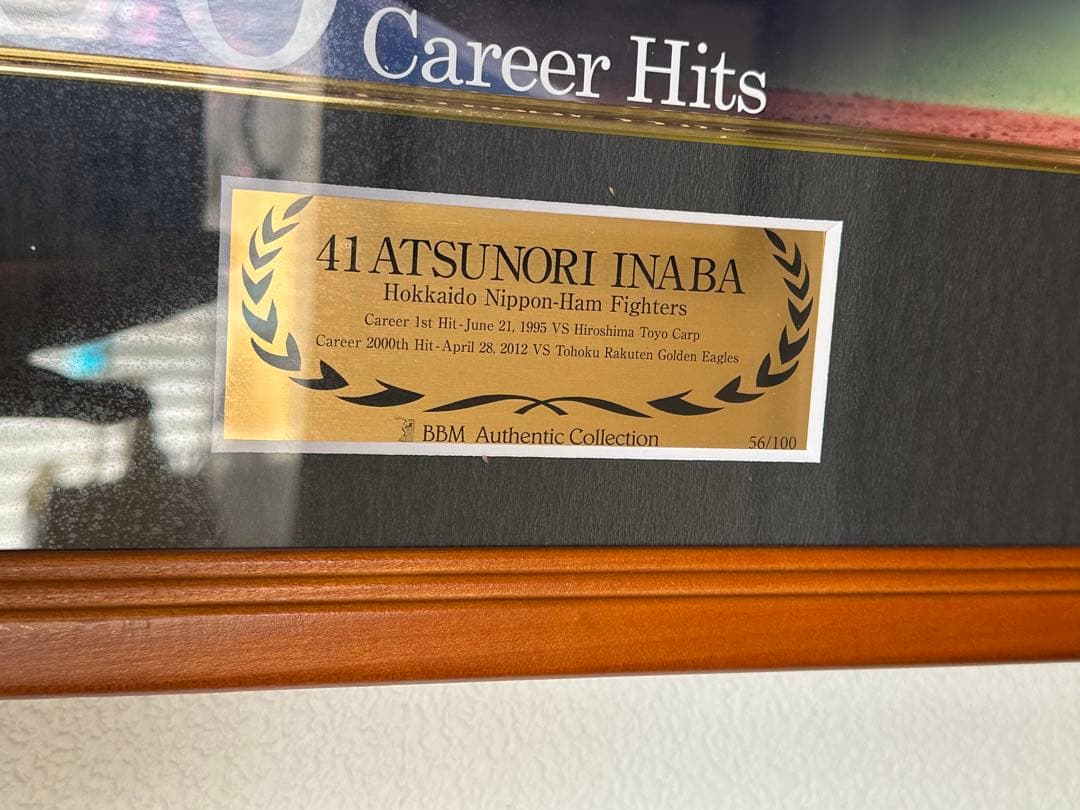 00 Career Hits
41 ATSUNORI INABA
Hokkaido Nippon-Ham Fighters
Career 1st Hit-June 21, 1995 VS Hiroshima Toyo Carp
Career 2000th Hit-April 28, 2012 VS Tohoku Rakuten Golden Eagles
BBM Authentic Collection
56/100